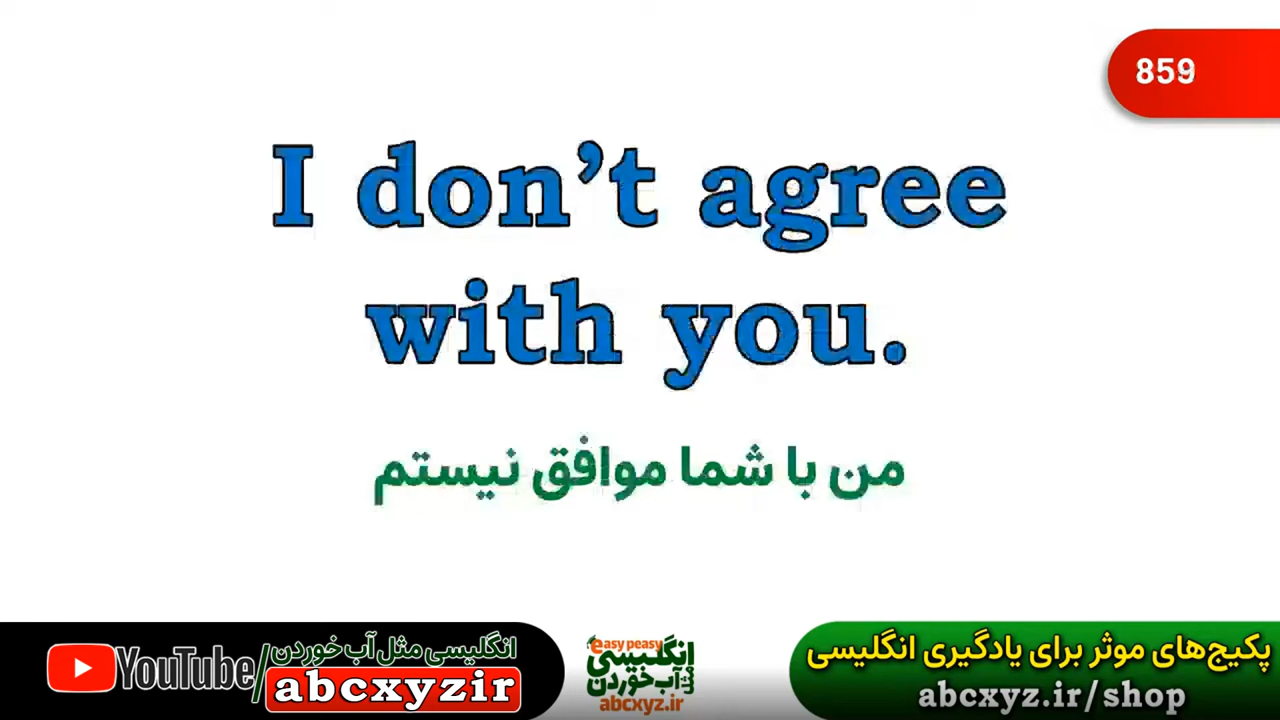 859
I don’t agree
with you.
من با شما موافق نیستم
YouTube/انگلیسی مثل آب خوردن
abcxyzir
easy peasy
انگلیسی
مثل آب خوردن
abcxyz.ir
پکیج‌های موثر برای یادگیری انگلیسی
abcxyz.ir/shop